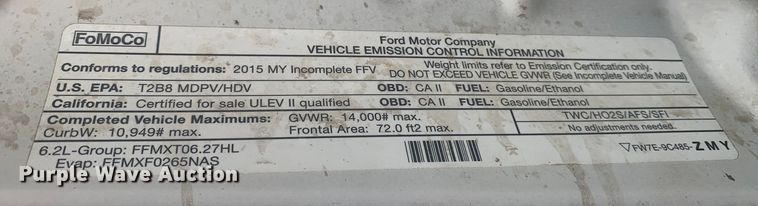 FoMoCo
Ford Motor Company
VEHICLE EMISSION CONTROL INFORMATION
Conforms to regulations: 2015 MY Incomplete FFV
Weight limits refer to Emission Certification only.
DO NOT EXCEED VEHICLE GVWR (See Incomplete Vehicle Manual)
U.S. EPA: T2B8 MDPV/HDV OBD: CA II FUEL: Gasoline/Ethanol
California: Certified for sale ULEV II qualified OBD: CA II FUEL: Gasoline/Ethanol
Completed Vehicle Maximums: GVWR: 14,000# max.
CurbW: 10,949# max. Frontal Area: 72.0 ft2 max.
TWC/HO2S/AFS/SFI
No adjustments needed.
6.2L-Group: FFMXT06.27HL
Evap: FFMXF0265NAS
FW7E-9C485-ZMY
Purple Wave Auction